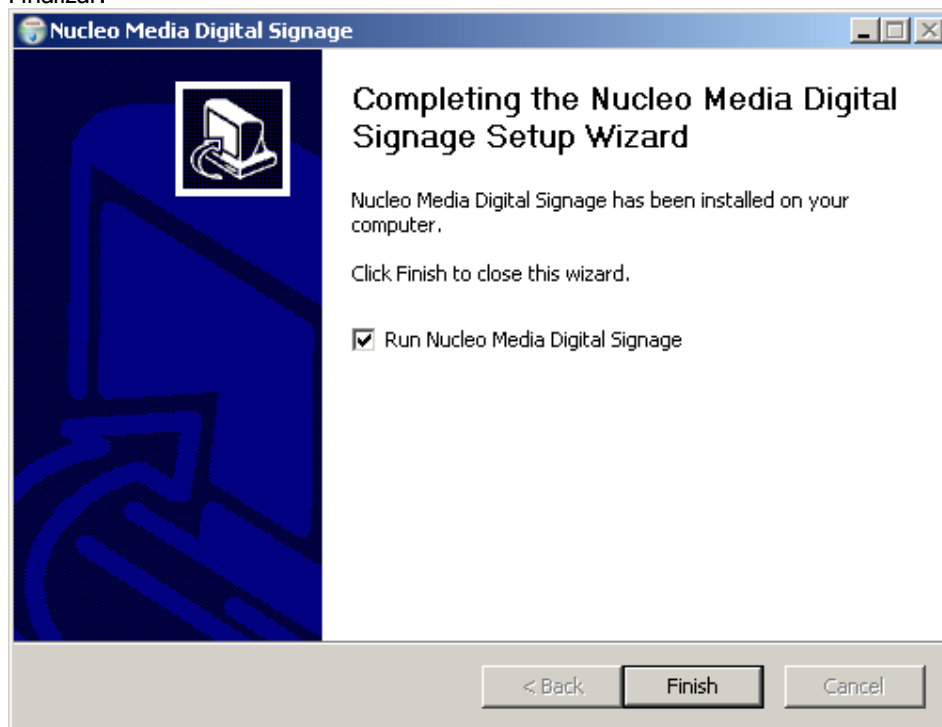 Finalizar.
Nucleo Media Digital Signage
Completing the Nucleo Media Digital
Signage Setup Wizard
Nucleo Media Digital Signage has been installed on your
computer.
Click Finish to close this wizard.
Run Nucleo Media Digital Signage
< Back
Finish
Cancel